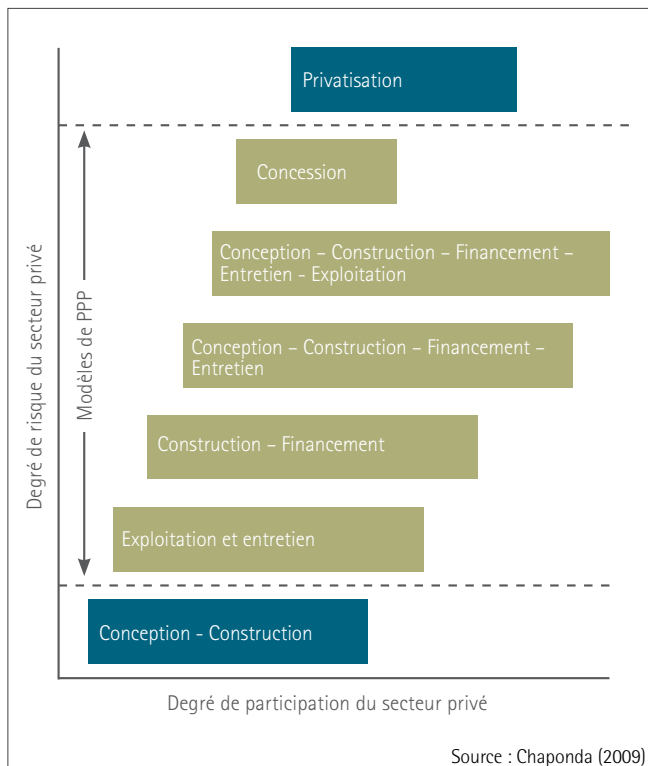 Privatisation
Concession
Conception – Construction – Financement –
Entretien - Exploitation
Conception – Construction – Financement –
Entretien
Construction – Financement
Exploitation et entretien
Conception - Construction
Degré de risque du secteur privé
Modèles de PPP
Degré de participation du secteur privé
Source : Chaponda (2009)